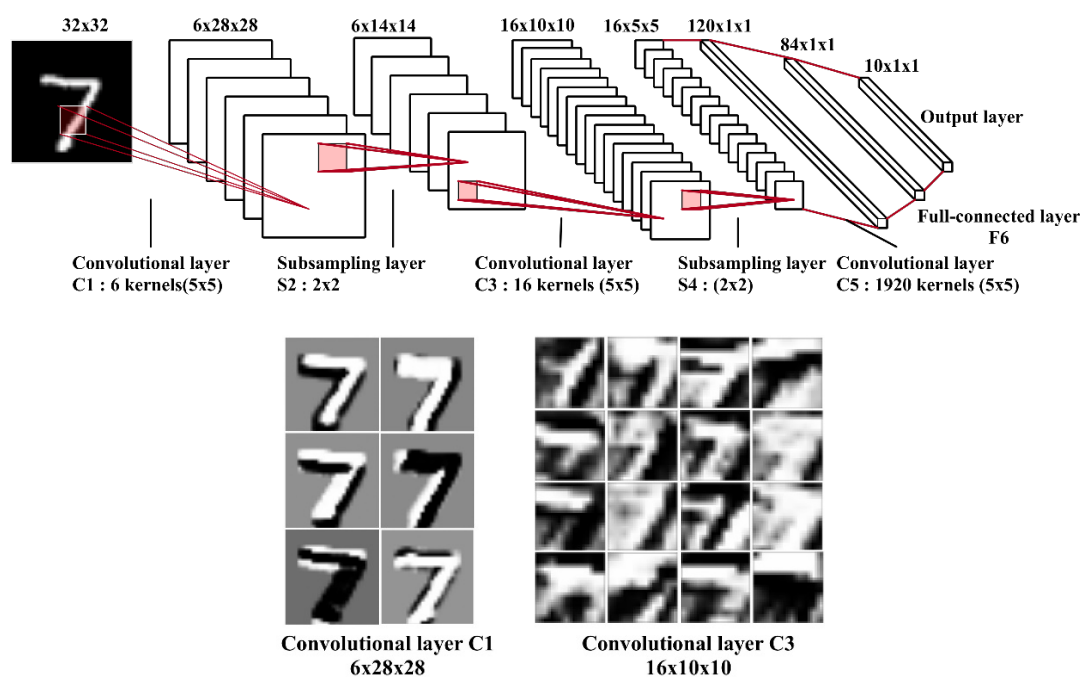 32x32
6x28x28
6x14x14
16x10x10
16x5x5
120x1x1
84x1x1
10x1x1
Output layer
Full-connected layer
F6
Convolutional layer
C1 : 6 kernels(5x5)
Subsampling layer
S2 : 2x2
Convolutional layer
C3 : 16 kernels (5x5)
Subsampling layer
S4 : (2x2)
Convolutional layer
C5 : 1920 kernels (5x5)
Convolutional layer C1
6x28x28
Convolutional layer C3
16x10x10